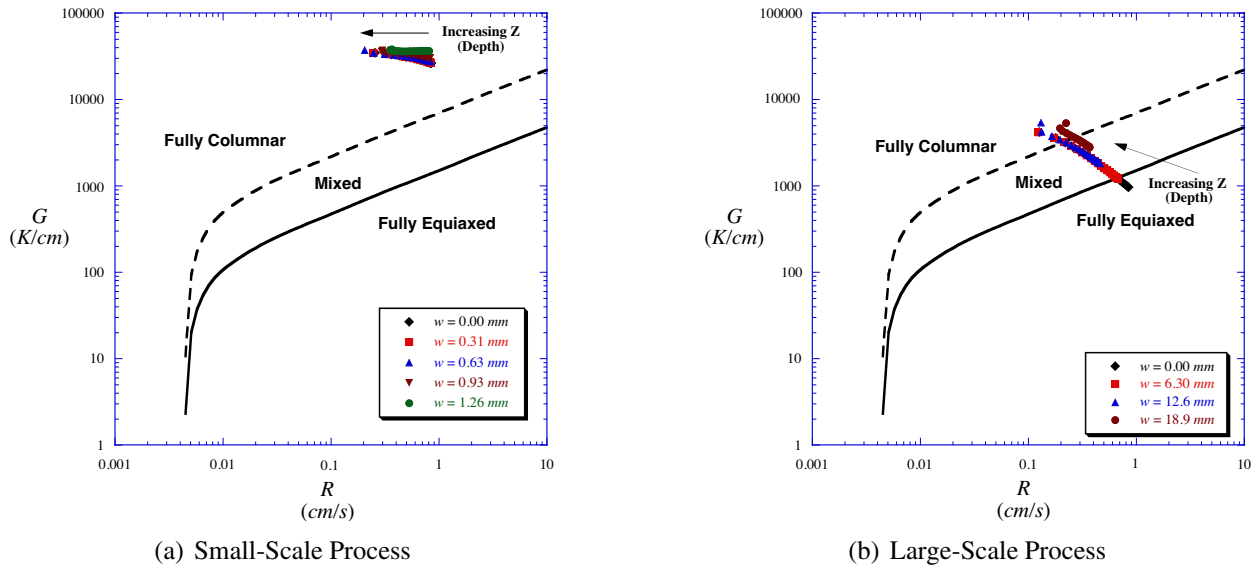 100000
10000
1000
100
10
1
G
(K/cm)
Increasing Z
(Depth)
Fully Columnar
Mixed
Fully Equiaxed
w = 0.00 mm
w = 0.31 mm
w = 0.63 mm
w = 0.93 mm
w = 1.26 mm
0.001 0.01 0.1 1 10
R
(cm/s)
(a) Small-Scale Process
100000
10000
1000
100
10
1
G
(K/cm)
Fully Columnar
Mixed
Increasing Z
(Depth)
Fully Equiaxed
w = 0.00 mm
w = 6.30 mm
w = 12.6 mm
w = 18.9 mm
0.001 0.01 0.1 1 10
R
(cm/s)
(b) Large-Scale Process